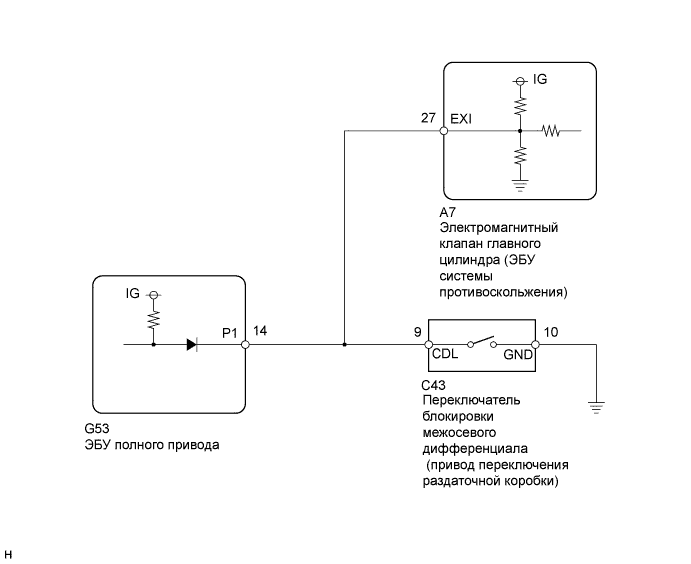 IG
27 EXI
A7
Электромагнитный
клапан главного
цилиндра (ЭБУ
системы
противоскольжения)
IG
P1 14
9 10
CDL GND
G53
ЭБУ полного привода
C43
Переключатель
блокировки
межосевого
дифференциала
(привод переключения
раздаточной коробки)
H